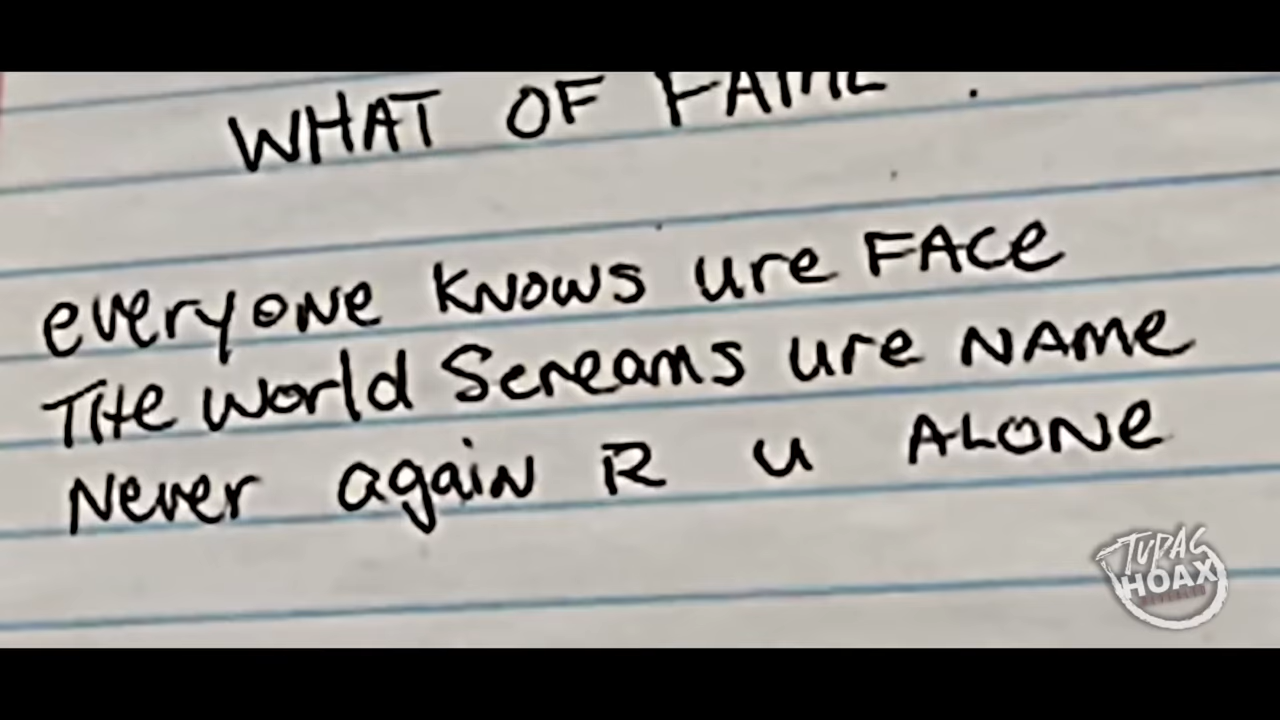 WHAT OF FAME ?
everyone knows ure FACE
THe world Screams ure NAMe
Never again R u ALONe
TUPAC
HOAX